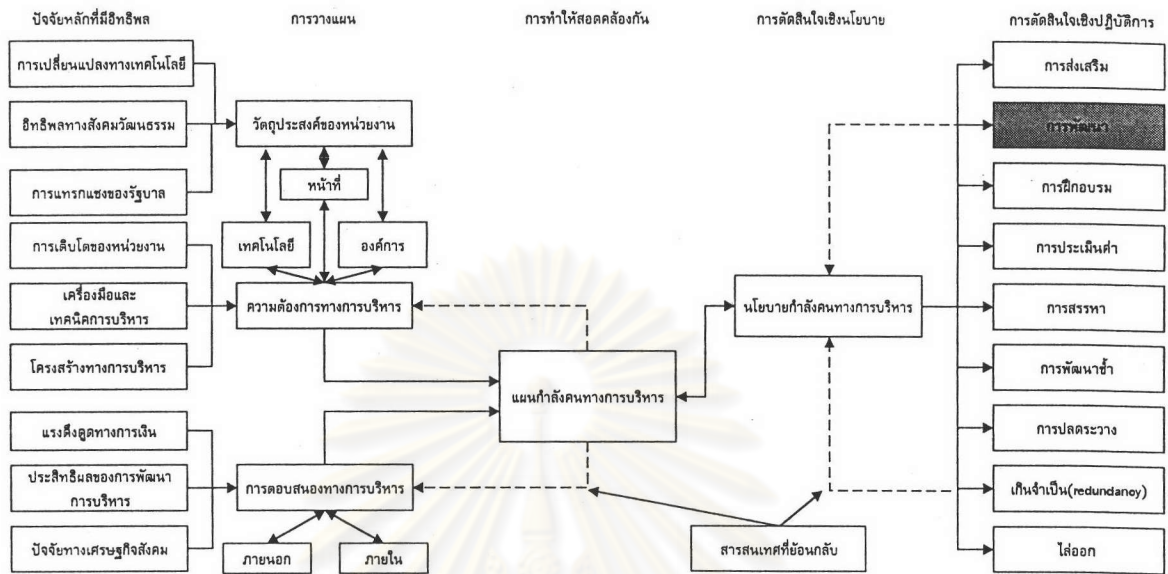 ปัจจัยหลักที่มีอิทธิพล
การวางแผน
การทำให้สอดคล้องกัน
การตัดสินใจเชิงนโยบาย
การตัดสินใจเชิงปฏิบัติการ
การเปลี่ยนแปลงทางเทคโนโลยี
อิทธิพลทางสังคมวัฒนธรรม
การแทรกแซงของรัฐบาล
การเติบโตของหน่วยงาน
เครื่องมือและ
เทคนิคการบริหาร
โครงสร้างทางการบริหาร
แรงดึงดูดทางการเงิน
ประสิทธิผลของการพัฒนา
การบริหาร
ปัจจัยทางเศรษฐกิจสังคม
วัตถุประสงค์ของหน่วยงาน
หน้าที่
เทคโนโลยี
องค์การ
ความต้องการทางการบริหาร
การตอบสนองทางการบริหาร
ภายนอก
ภายใน
แผนกำลังคนทางการบริหาร
นโยบายกำลังคนทางการบริหาร
สารสนเทศที่ย้อนกลับ
การส่งเสริม
การพัฒนา
การฝึกอบรม
การประเมินค่า
การสรรหา
การพัฒนาซ้ำ
การปลดระวาง
เกินจำเป็น(redundancy)
ไล่ออก